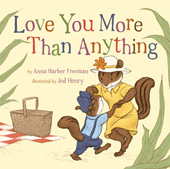 Love You More
Than Anything
by Anna Harber Freeman
illustrated by Jed Henry